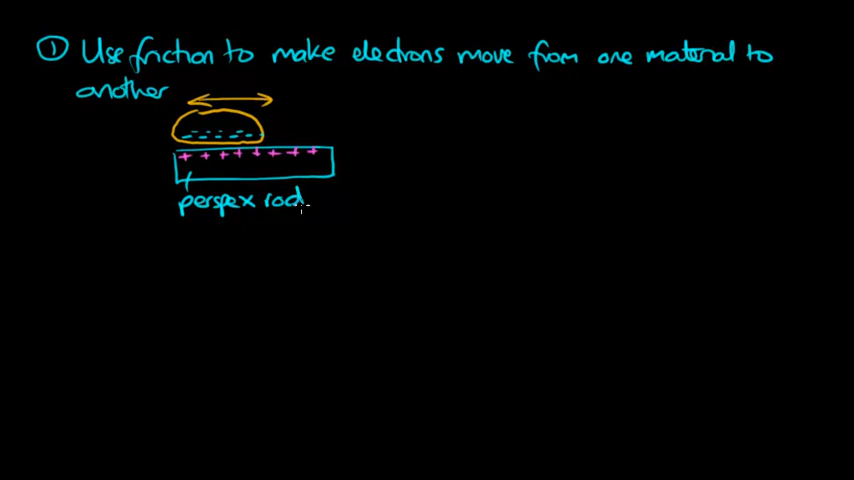 ① Use friction to make electrons move from one material to
another
perspex rod